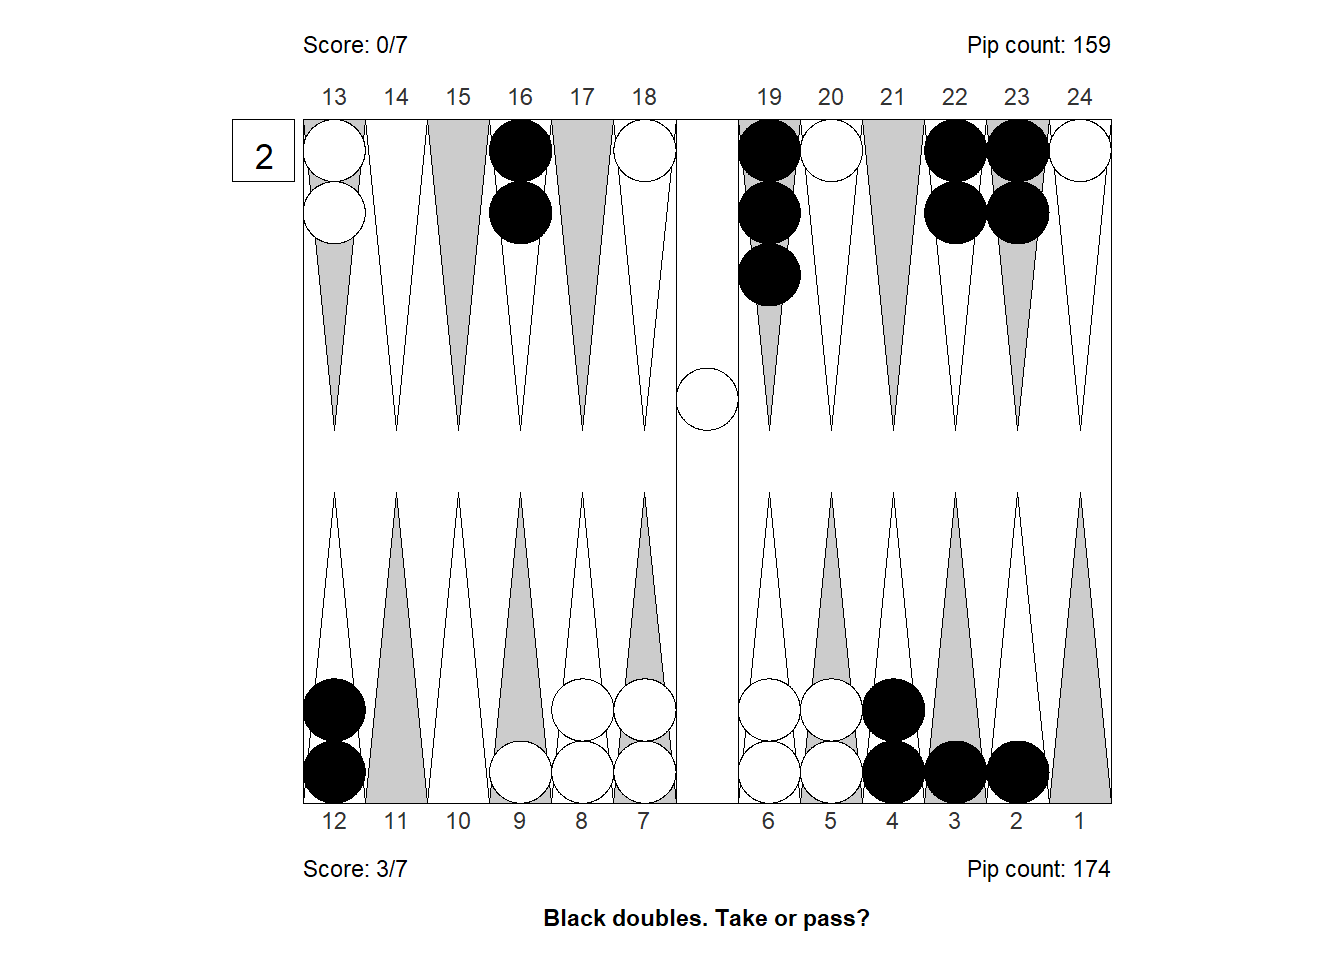 Score: 0/7 Pip count: 159
13 14 15 16 17 18 19 20 21 22 23 24
2
12 11 10 9 8 7 6 5 4 3 2 1
Score: 3/7 Pip count: 174
Black doubles. Take or pass?